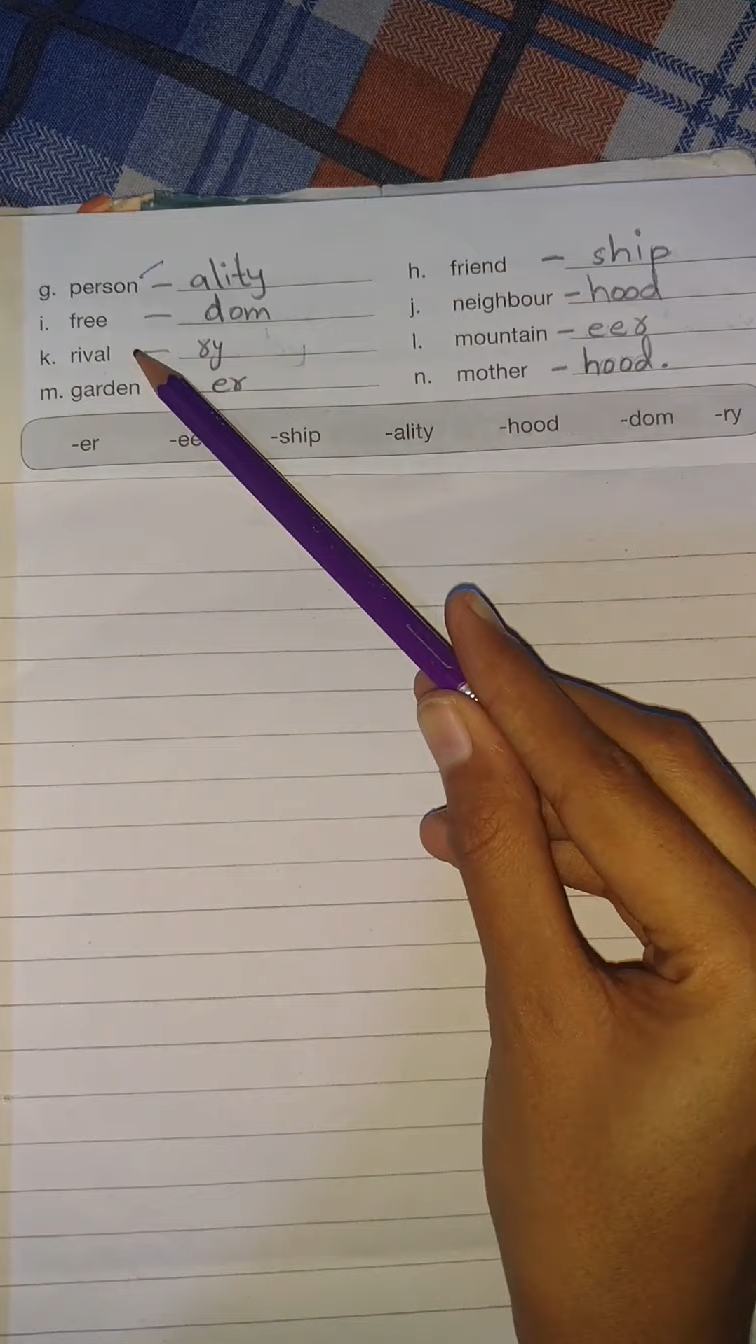 g. person - ality h. friend - ship
i. free - dom j. neighbour - hood
k. rival - ry l. mountain - eer
m. garden er n. mother - hood.
-er -ship -ality -hood -dom -ry